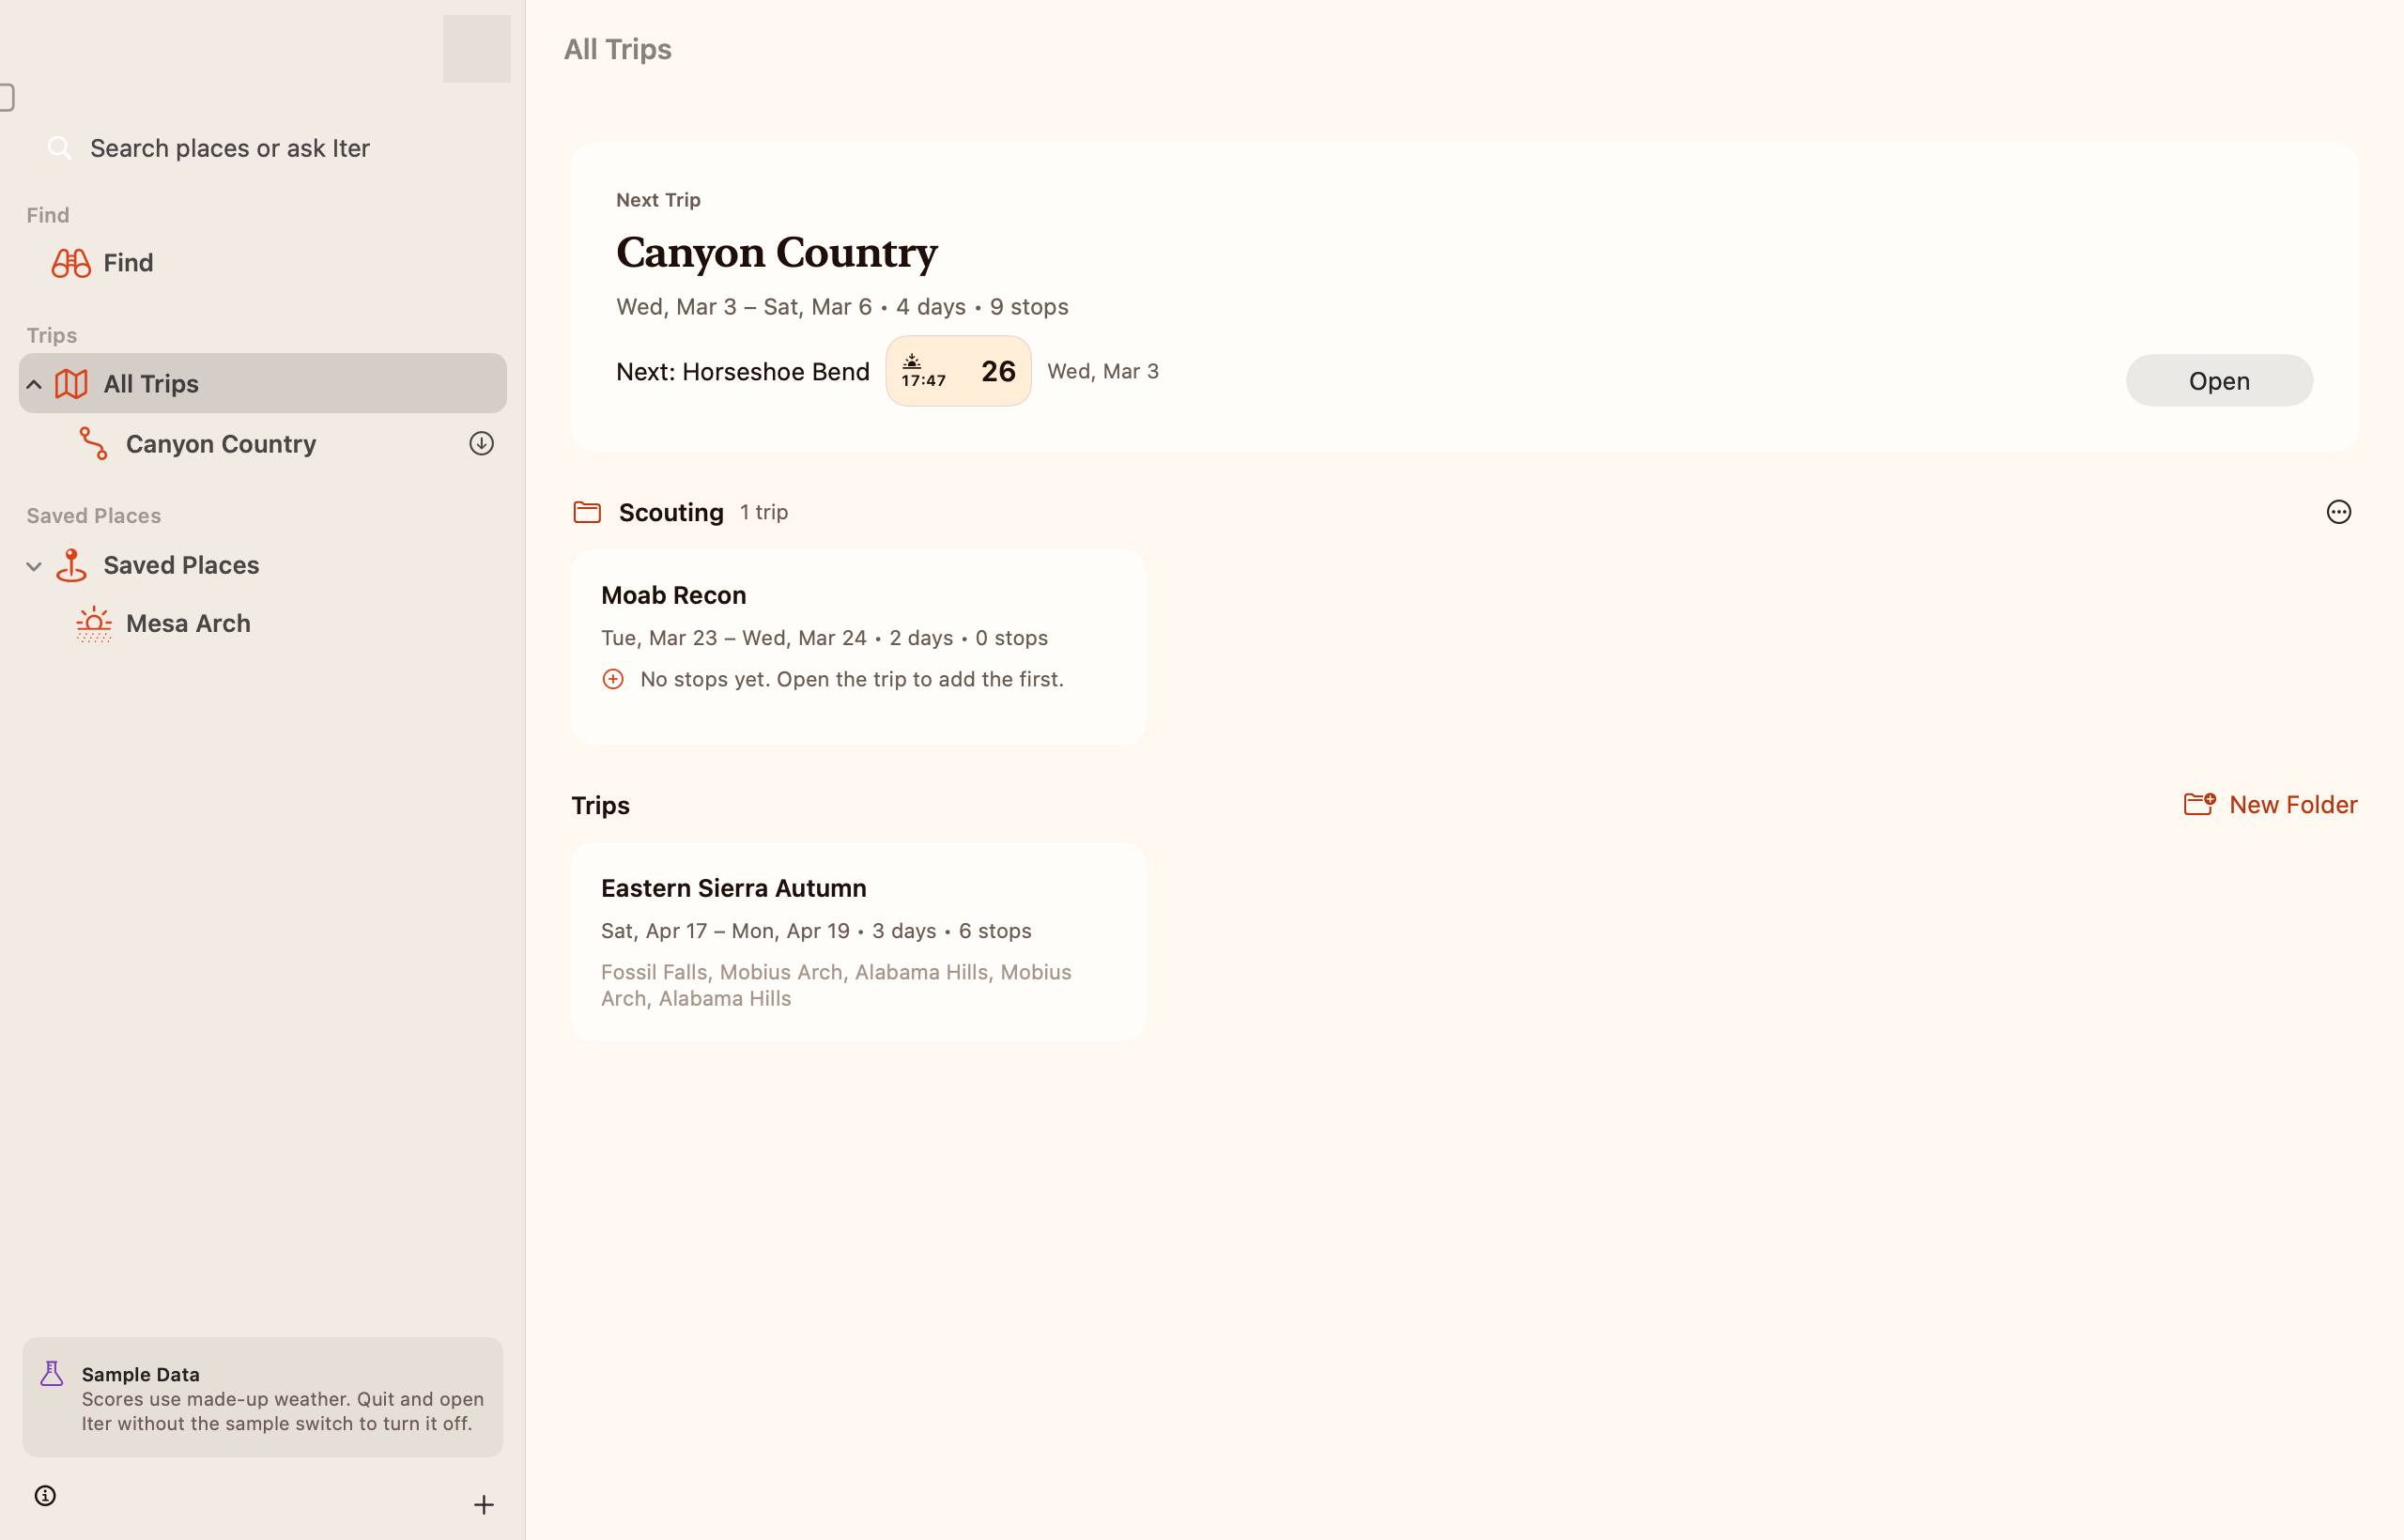 All Trips
Search places or ask Iter
Find
Find
Trips
All Trips
Canyon Country
Saved Places
Saved Places
Mesa Arch
Sample Data
Scores use made-up weather. Quit and open
Iter without the sample switch to turn it off.
Next Trip
Canyon Country
Wed, Mar 3 – Sat, Mar 6 • 4 days • 9 stops
Next: Horseshoe Bend 17:47 26 Wed, Mar 3
Open
Scouting 1 trip
Moab Recon
Tue, Mar 23 – Wed, Mar 24 • 2 days • 0 stops
No stops yet. Open the trip to add the first.
Trips
New Folder
Eastern Sierra Autumn
Sat, Apr 17 – Mon, Apr 19 • 3 days • 6 stops
Fossil Falls, Mobius Arch, Alabama Hills, Mobius
Arch, Alabama Hills